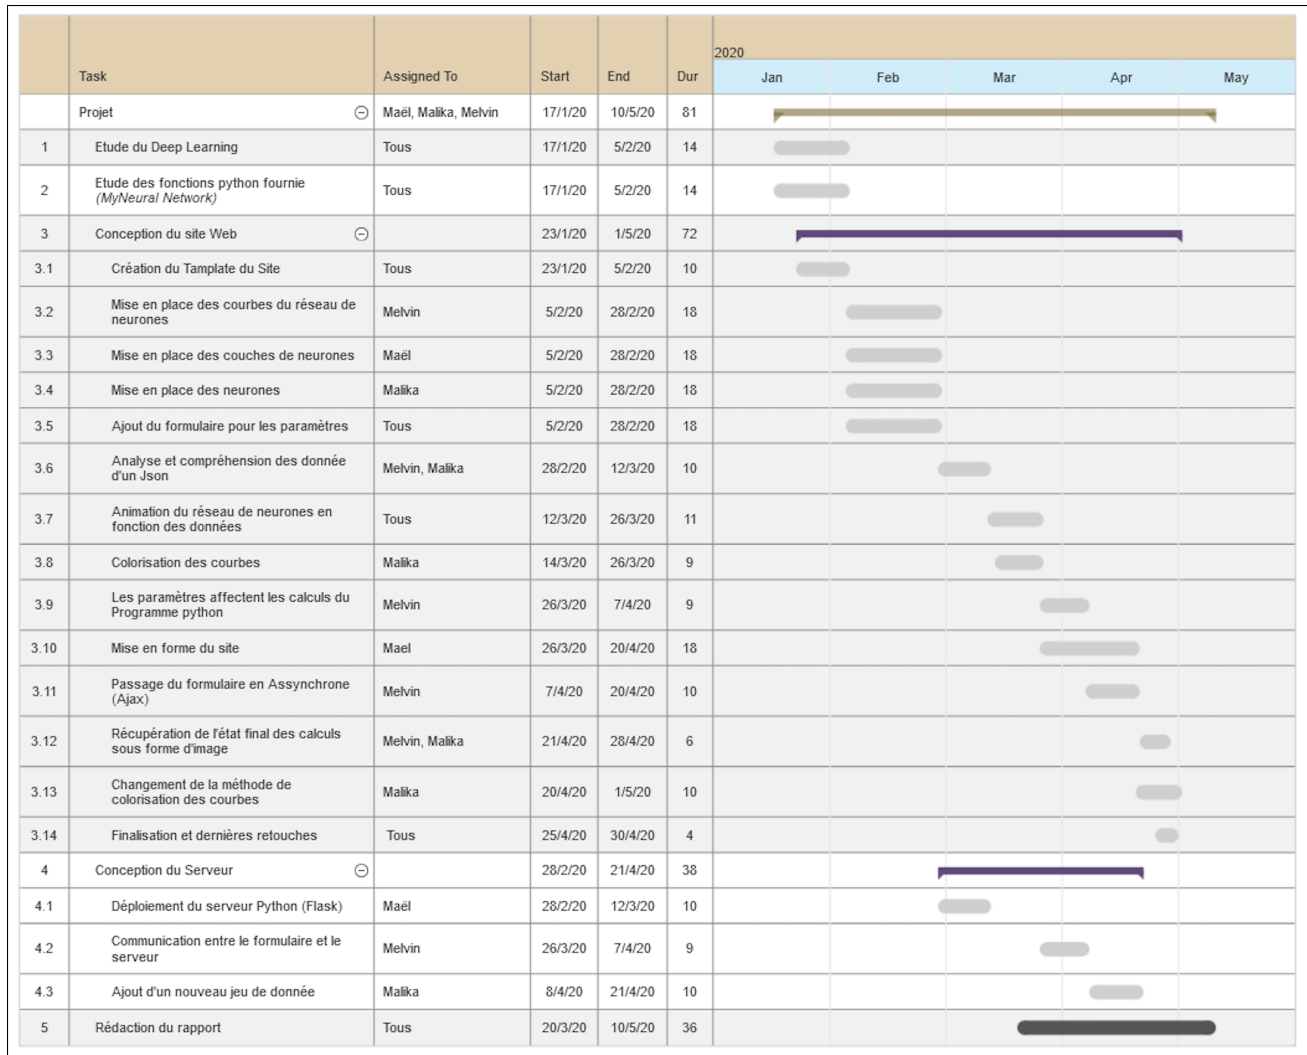 2020
Task Assigned To Start End Dur Jan Feb Mar Apr May
Projet Maël, Malika, Melvin 17/1/20 10/5/20 81
1 Etude du Deep Learning Tous 17/1/20 5/2/20 14
2 Etude des fonctions python fournie
(MyNeural Network) Tous 17/1/20 5/2/20 14
3 Conception du site Web 23/1/20 1/5/20 72
3.1 Création du Tamplate du Site Tous 23/1/20 5/2/20 10
3.2 Mise en place des courbes du réseau de
neurones Melvin 5/2/20 28/2/20 18
3.3 Mise en place des couches de neurones Maël 5/2/20 28/2/20 18
3.4 Mise en place des neurones Malika 5/2/20 28/2/20 18
3.5 Ajout du formulaire pour les paramètres Tous 5/2/20 28/2/20 18
3.6 Analyse et compréhension des donnée
d'un Json Melvin, Malika 28/2/20 12/3/20 10
3.7 Animation du réseau de neurones en
fonction des données Tous 12/3/20 26/3/20 11
3.8 Colorisation des courbes Malika 14/3/20 26/3/20 9
3.9 Les paramètres affectent les calculs du
Programme python Melvin 26/3/20 7/4/20 9
3.10 Mise en forme du site Mael 26/3/20 20/4/20 18
3.11 Passage du formulaire en Assynchrone
(Ajax) Melvin 7/4/20 20/4/20 10
3.12 Récupération de l'état final des calculs
sous forme d'image Melvin, Malika 21/4/20 28/4/20 6
3.13 Changement de la méthode de
colorisation des courbes Malika 20/4/20 1/5/20 10
3.14 Finalisation et dernières retouches Tous 25/4/20 30/4/20 4
4 Conception du Serveur 28/2/20 21/4/20 38
4.1 Déploiement du serveur Python (Flask) Maël 28/2/20 12/3/20 10
4.2 Communication entre le formulaire et le
serveur Melvin 26/3/20 7/4/20 9
4.3 Ajout d'un nouveau jeu de donnée Malika 8/4/20 21/4/20 10
5 Rédaction du rapport Tous 20/3/20 10/5/20 36